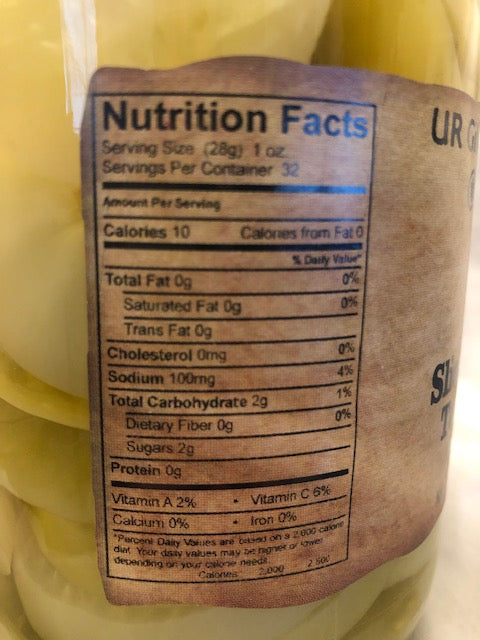 Nutrition Facts
Serving Size (28g) 1 oz
Servings Per Container 32
Amount Per Serving
Calories 10 Calories from Fat 0
% Daily Value*
Total Fat 0g 0%
Saturated Fat 0g 0%
Trans Fat 0g
Cholesterol 0mg 0%
Sodium 100mg 4%
Total Carbohydrate 2g 1%
Dietary Fiber 0g 0%
Sugars 2g
Protein 0g
Vitamin A 2% • Vitamin C 6%
Calcium 0% • Iron 0%
*Percent Daily Values are based on a 2,000 calorie
diet. Your daily values may be higher or lower
depending on your calorie needs.
Calories: 2,000 2,500
UR